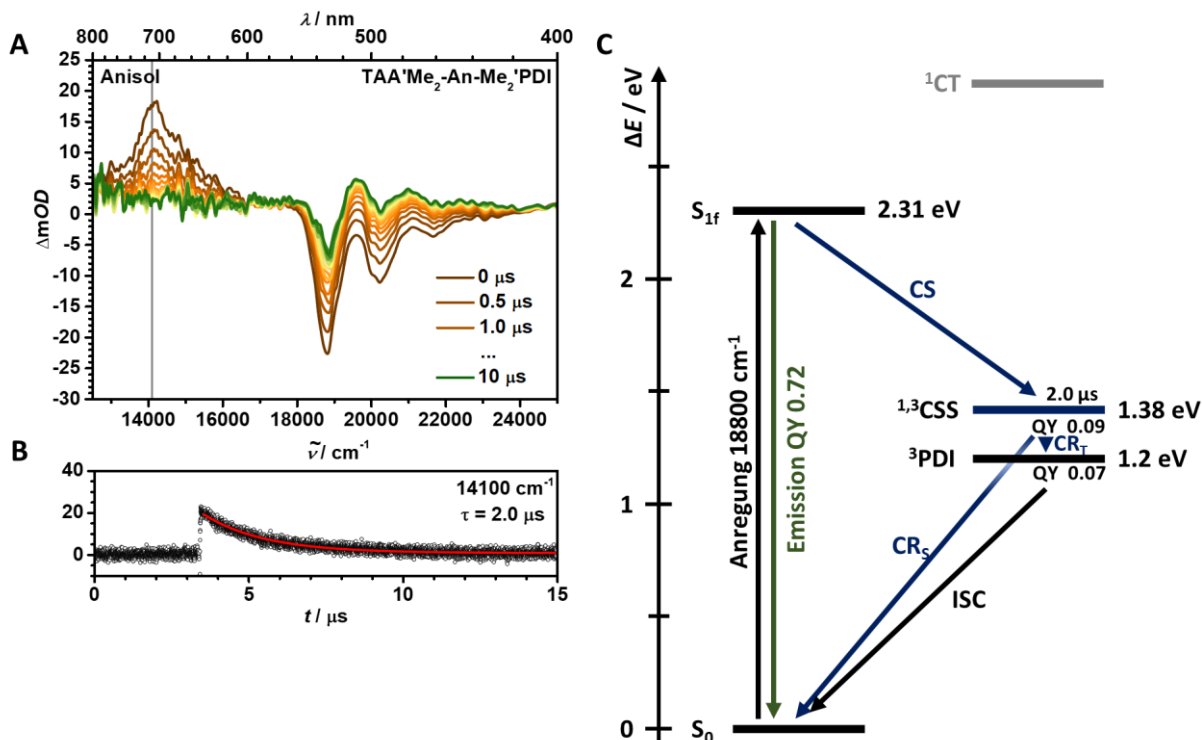 A
λ / nm
800 700 600 500 400
Anisol
TAA'Me₂-An-Me₂'PDI
ΔmOD
25
20
15
10
5
0
-5
-10
-15
-20
-25
-30
0 μs
0.5 μs
1.0 μs
...
10 μs
14000 16000 18000 20000 22000 24000
ṽ / cm⁻¹
B
40
20
0
14100 cm⁻¹
τ = 2.0 μs
0 5 10 15
t / μs
C
ΔE / eV
2
1
0
¹CT
S₁f 2.31 eV
CS
Anregung 18800 cm⁻¹
Emission QY 0.72
2.0 μs
¹,³CSS 1.38 eV
QY 0.09
CR_T
³PDI 1.2 eV
QY 0.07
CR_S
ISC
S₀